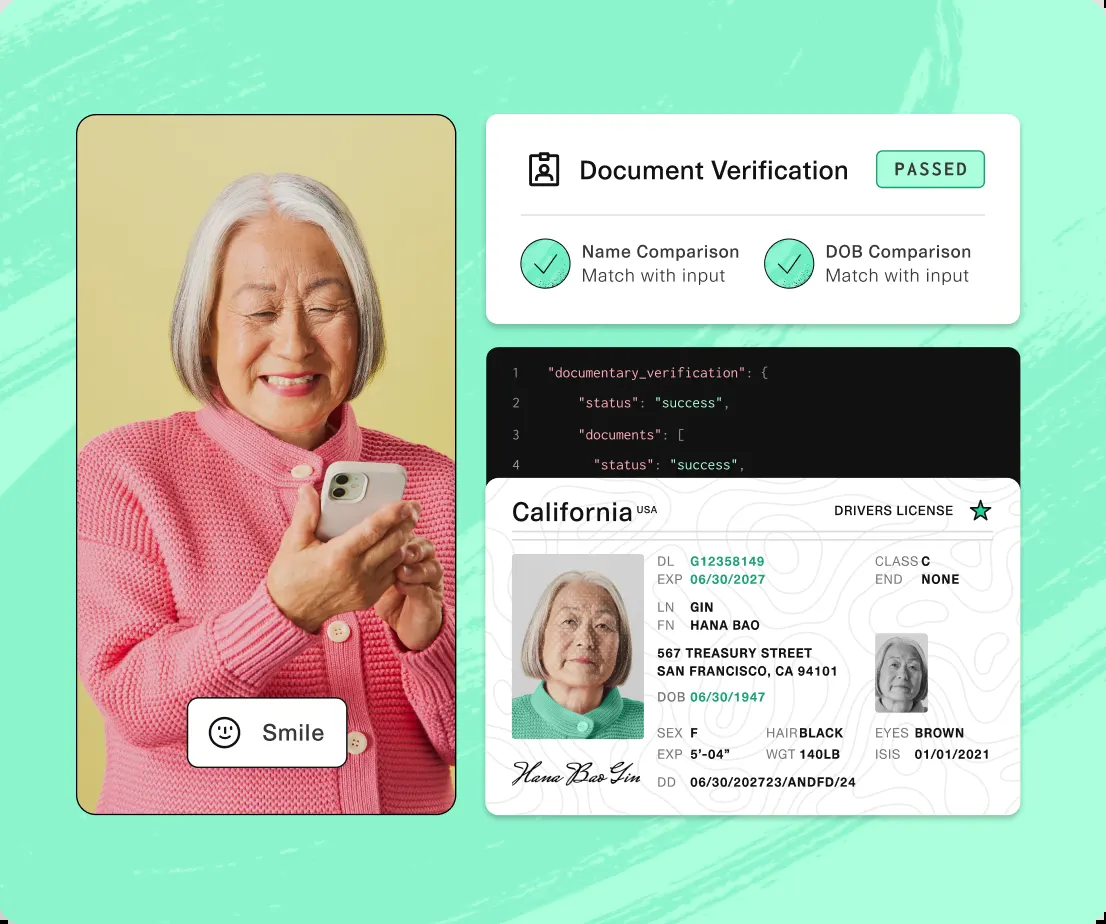 Smile
Document Verification
PASSED
Name Comparison
Match with input
DOB Comparison
Match with input
1 "documentary_verification": {
2 "status": "success",
3 "documents": [
4 "status": "success",
California USA
DRIVERS LICENSE
DL G12358149
CLASS C
EXP 06/30/2027
END NONE
LN GIN
FN HANA BAO
567 TREASURY STREET
SAN FRANCISCO, CA 94101
DOB 06/30/1947
SEX F
HAIR BLACK
EYES BROWN
EXP 5'-04”
WGT 140LB
ISIS 01/01/2021
Hana Bao Gin
DD 06/30/202723/ANDFD/24